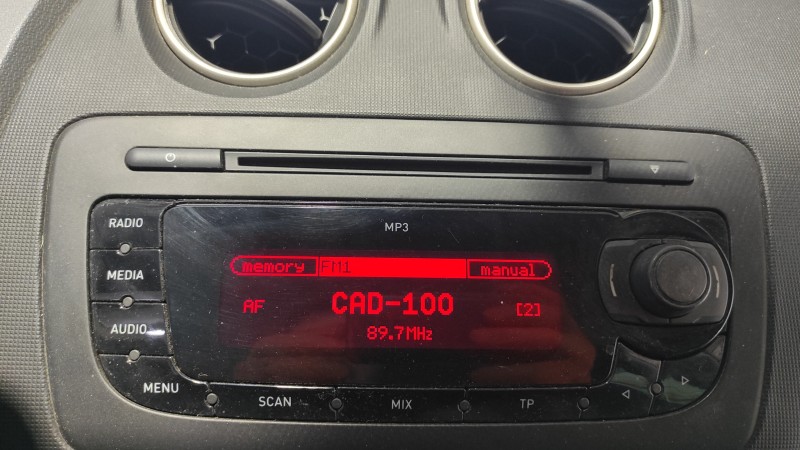 MP3
RADIO
MEDIA
AUDIO
MENU
memory FM1 manual
AF CAD-100 [2]
89.7MHz
SCAN MIX TP